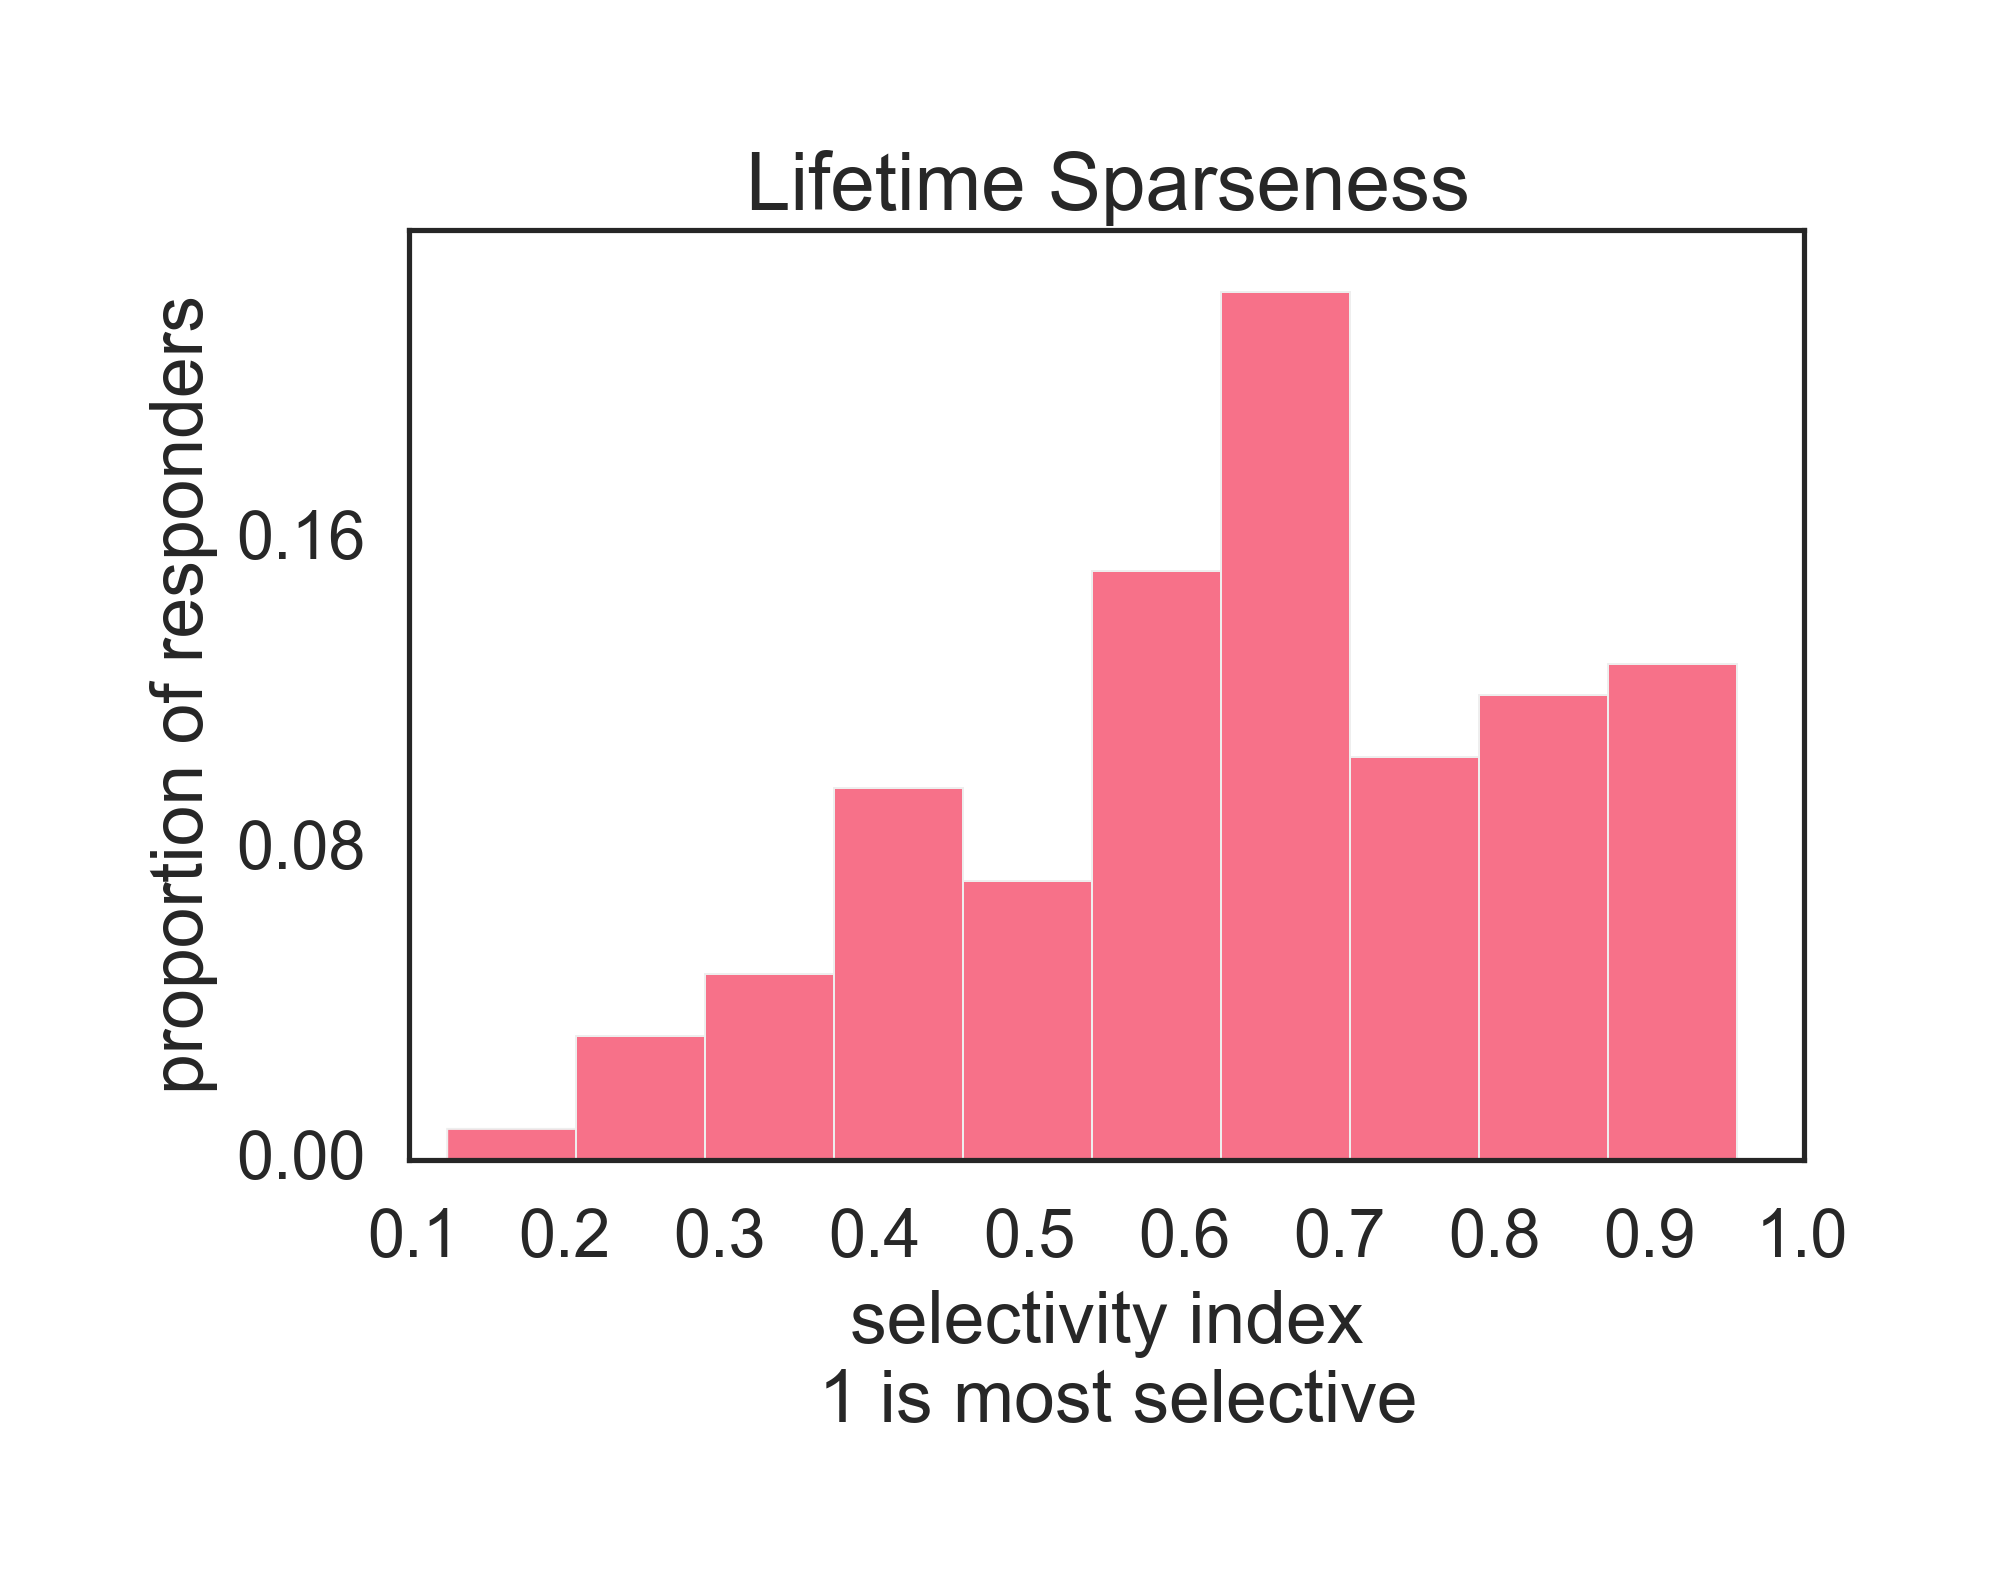 Lifetime Sparseness
proportion of responders
0.16
0.08
0.00
0.1 0.2 0.3 0.4 0.5 0.6 0.7 0.8 0.9 1.0
selectivity index
1 is most selective